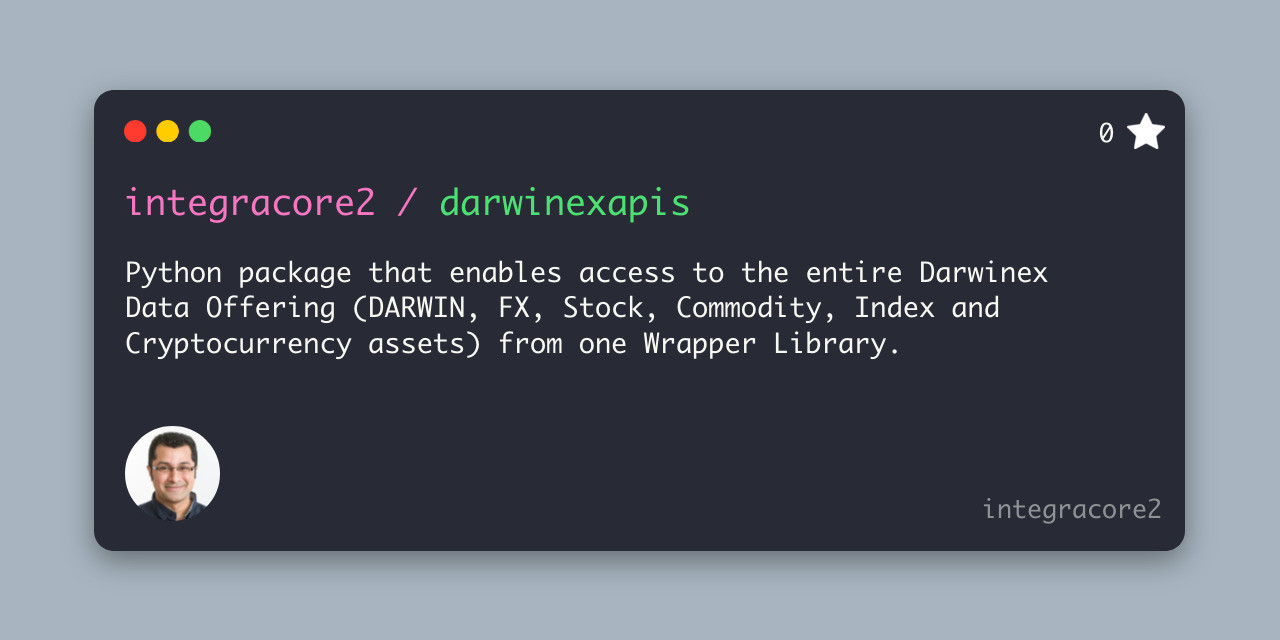 0
integracore2 / darwinexapis
Python package that enables access to the entire Darwinex
Data Offering (DARWIN, FX, Stock, Commodity, Index and
Cryptocurrency assets) from one Wrapper Library.
integracore2